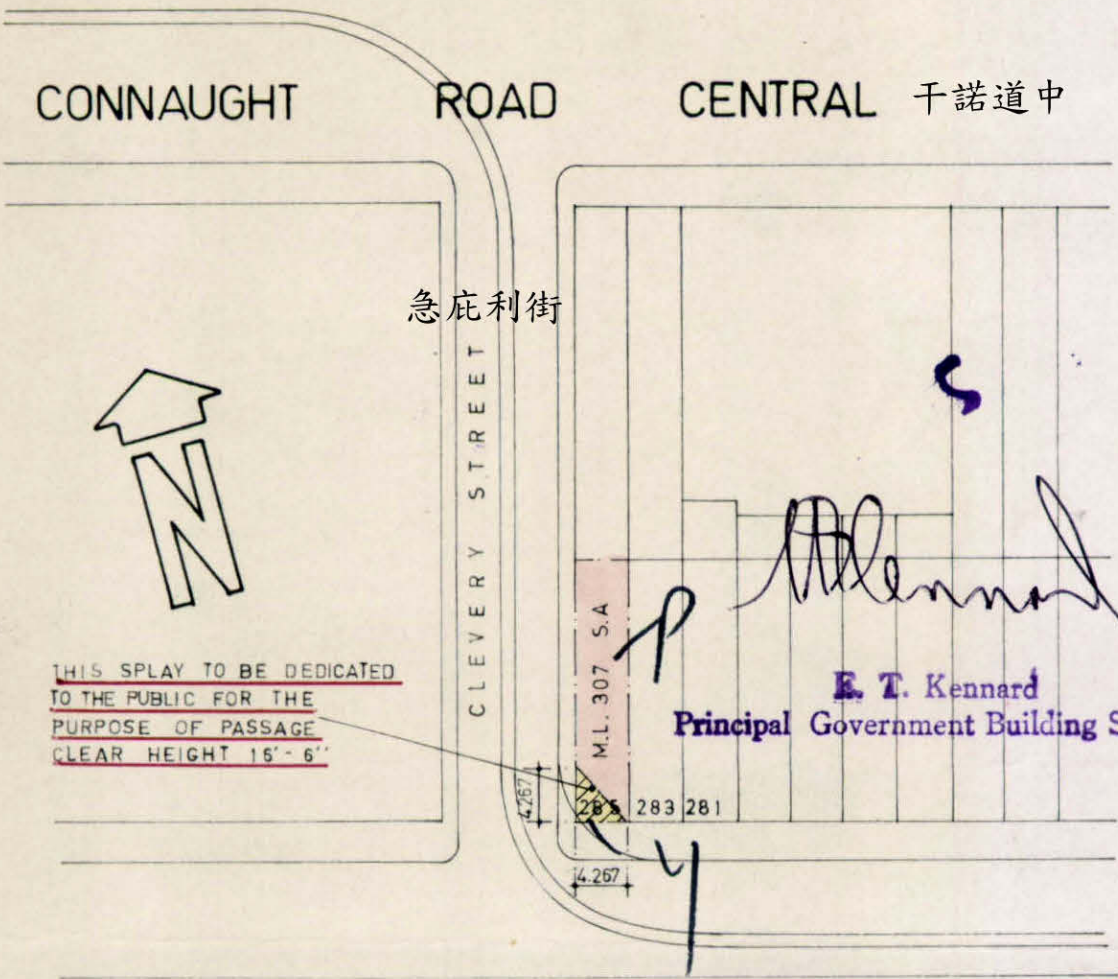 CONNAUGHT ROAD CENTRAL 干諾道中
急庇利街
CLEVERY STREET
N
THIS SPLAY TO BE DEDICATED
TO THE PUBLIC FOR THE
PURPOSE OF PASSAGE
CLEAR HEIGHT 16'-6"
M.L. 307 S.A
P
E. T. Kennard
Principal Government Building S
4.267
285 283 281
Y
4.267